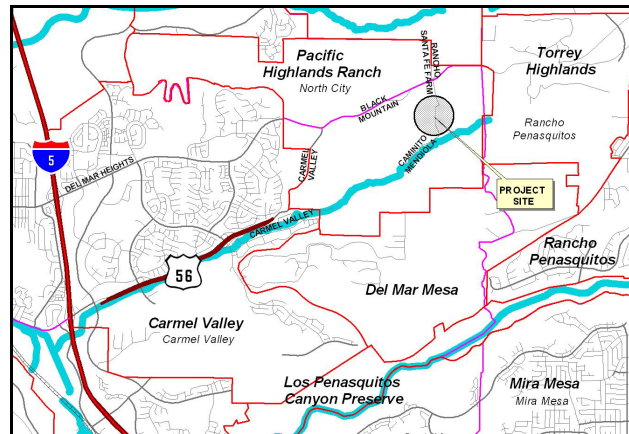 Pacific
Highlands Ranch
North City
RANCHO
SANTA FE FARM
Torrey
Highlands
Rancho
Penasquitos
BLACK
MOUNTAIN
5
DEL MAR HEIGHTS
CARMEL
VALLEY
CAMINITO
MENDIOLA
PROJECT
SITE
CARMEL VALLEY
56
Rancho
Penasquitos
Del Mar Mesa
Carmel Valley
Carmel Valley
Los Penasquitos
Canyon Preserve
Mira Mesa
Mira Mesa